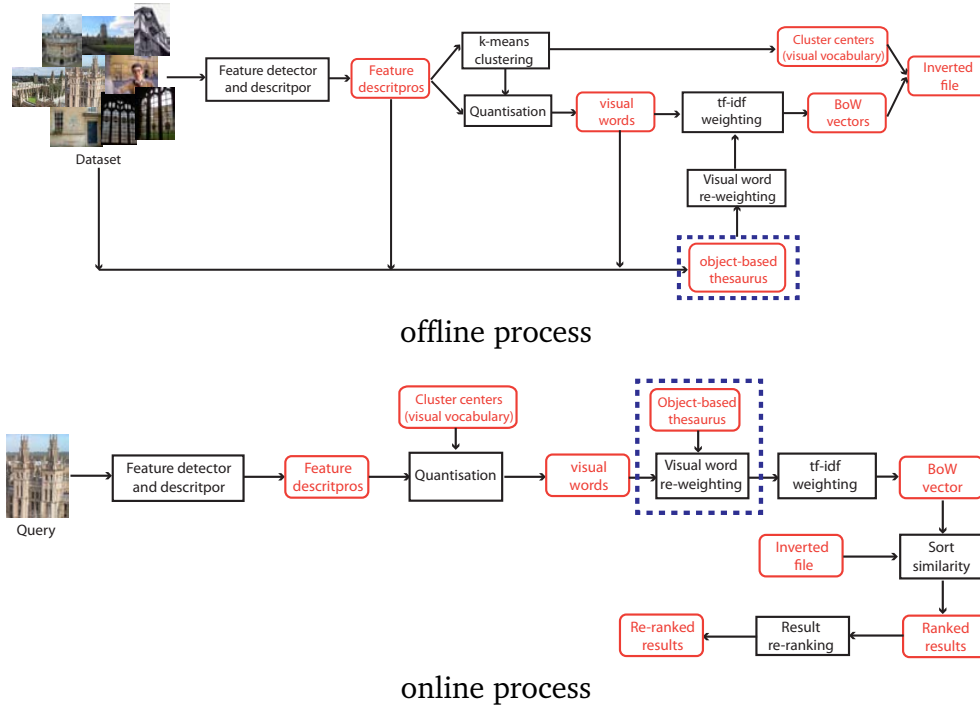 Dataset
Feature detector
and descritpor
Feature
descritpros
k-means
clustering
Quantisation
visual
words
tf-idf
weighting
Cluster centers
(visual vocabulary)
BoW
vectors
Inverted
file
Visual word
re-weighting
object-based
thesaurus
offline process
Query
Feature detector
and descritpor
Feature
descritpros
Cluster centers
(visual vocabulary)
Quantisation
visual
words
Object-based
thesaurus
Visual word
re-weighting
tf-idf
weighting
BoW
vector
Inverted
file
Sort
similarity
Re-ranked
results
Result
re-ranking
Ranked
results
online process